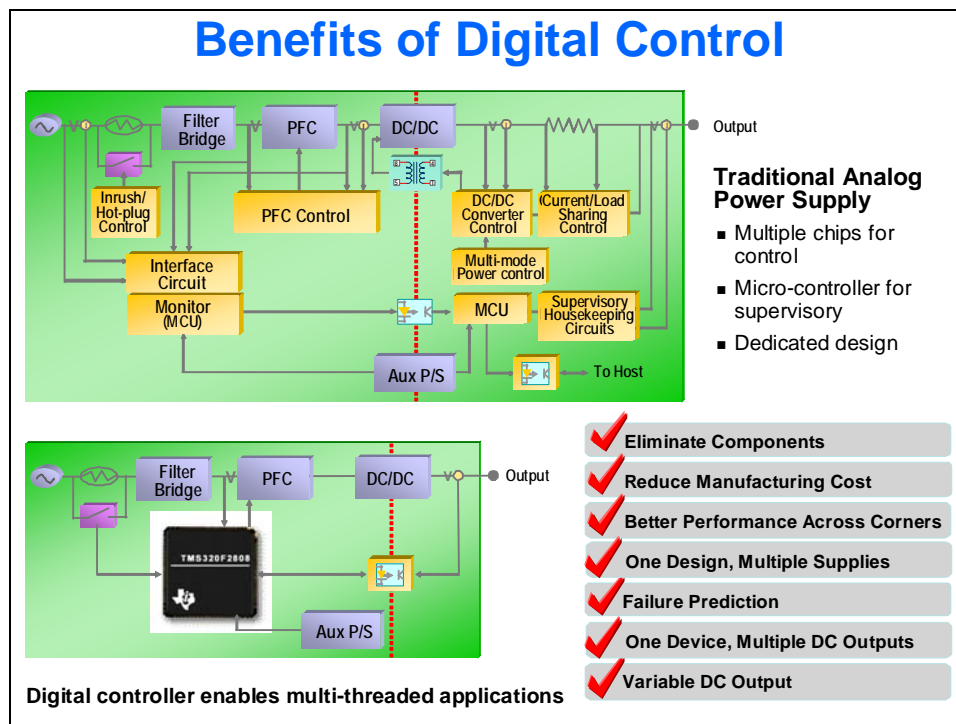 Benefits of Digital Control
Filter
Bridge
V
PFC
V
DC/DC
V
V
Output
Inrush/
Hot-plug
Control
PFC Control
DC/DC
Converter
Control
(Current/Load
Sharing
Control
Multi-mode
Power control
Interface
Circuit
Monitor
(MCU)
MCU
Supervisory
Housekeeping
Circuits
Aux P/S
To Host
Traditional Analog
Power Supply
■ Multiple chips for
control
■ Micro-controller for
supervisory
■ Dedicated design
Filter
Bridge
V
PFC
DC/DC
V
Output
TMS320F2808
Aux P/S
Digital controller enables multi-threaded applications
Eliminate Components
Reduce Manufacturing Cost
Better Performance Across Corners
One Design, Multiple Supplies
Failure Prediction
One Device, Multiple DC Outputs
Variable DC Output